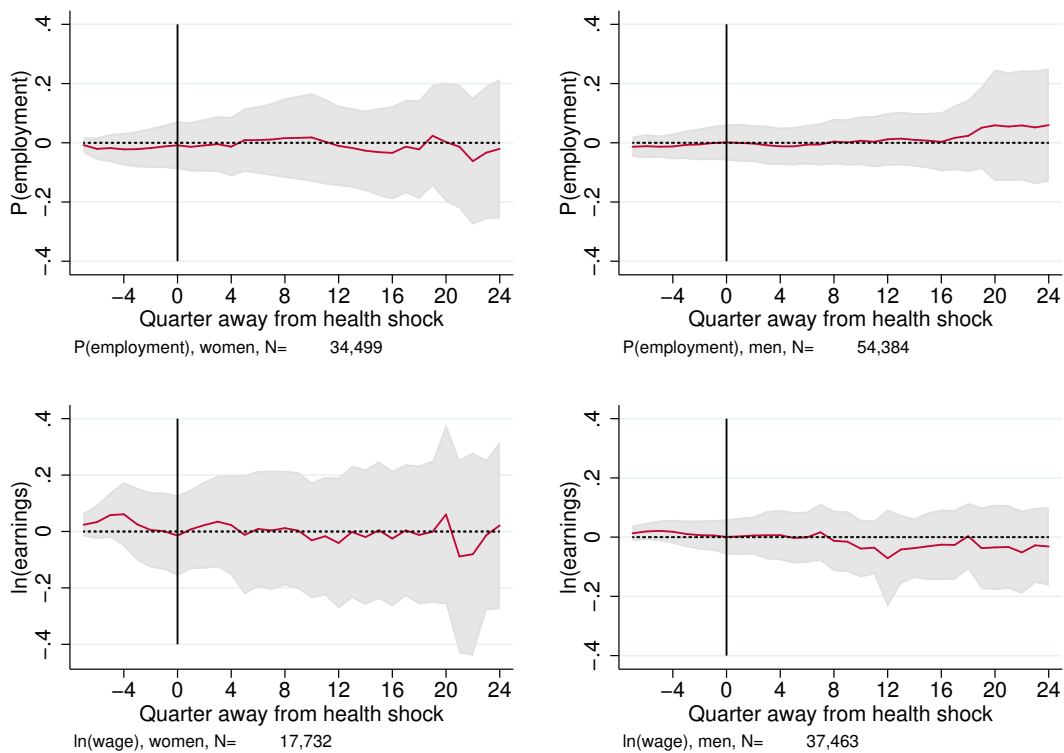 .4
.2
0
−.2
−.4
P(employment)
−4 0 4 8 12 16 20 24
Quarter away from health shock
P(employment), women, N= 34,499
.4
.2
0
−.2
−.4
P(employment)
−4 0 4 8 12 16 20 24
Quarter away from health shock
P(employment), men, N= 54,384
.4
.2
0
−.2
−.4
ln(earnings)
−4 0 4 8 12 16 20 24
Quarter away from health shock
ln(wage), women, N= 17,732
.4
.2
0
−.2
−.4
ln(earnings)
−4 0 4 8 12 16 20 24
Quarter away from health shock
ln(wage), men, N= 37,463